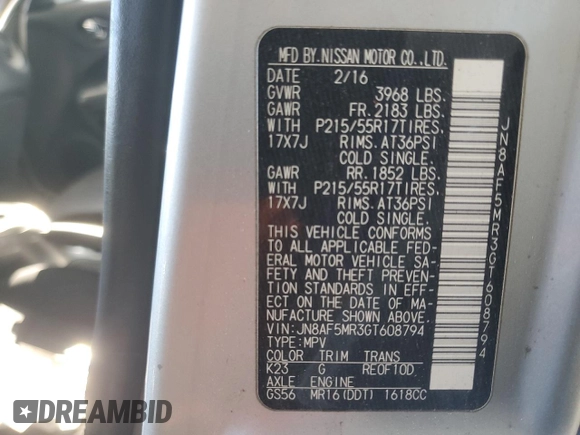 MFD BY.NISSAN MOTOR CO.,LTD.
DATE 2/16
GVWR 3968 LBS.
GAWR FR.2183 LBS.
WITH P215/55R17TIRES,
17X7J RIMS.AT36PSI
COLD SINGLE.
GAWR RR.1852 LBS.
WITH P215/55R17TIRES,
17X7J RIMS.AT36PSI
COLD SINGLE.
THIS VEHICLE CONFORMS
TO ALL APPLICABLE FED-
ERAL MOTOR VEHICLE SA-
FETY AND THEFT PREVEN-
TION STANDARDS IN EFF-
ECT ON THE DATE OF MA-
NUFACTURE SHOWN ABOVE.
VIN:JN8AF5MR3GT608794
TYPE:MPV
COLOR TRIM TRANS
K23 G RE0F10D
AXLE ENGINE
GS56 MR16(DDT) 1618CC
JN8AF5MR3GT608794
AUTOHELPERBOT.COM